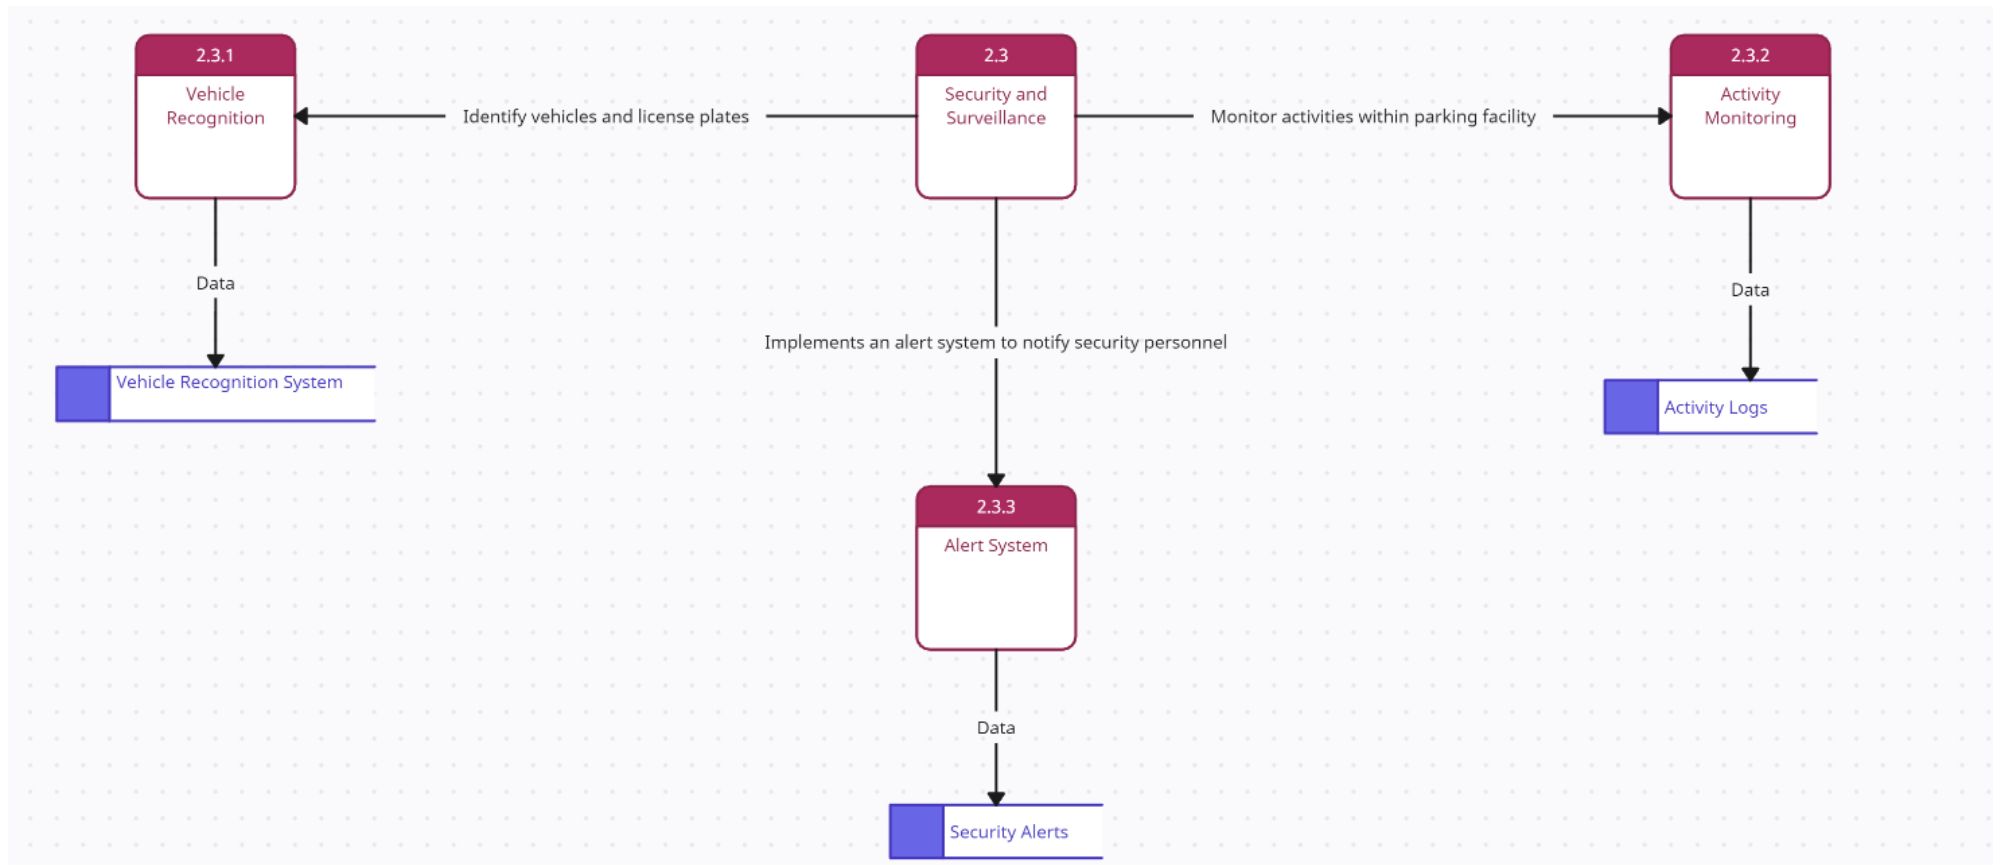 2.3.1
Vehicle
Recognition
Identify vehicles and license plates
2.3
Security and
Surveillance
Monitor activities within parking facility
2.3.2
Activity
Monitoring
Data
Data
Implements an alert system to notify security personnel
Vehicle Recognition System
Activity Logs
2.3.3
Alert System
Data
Security Alerts